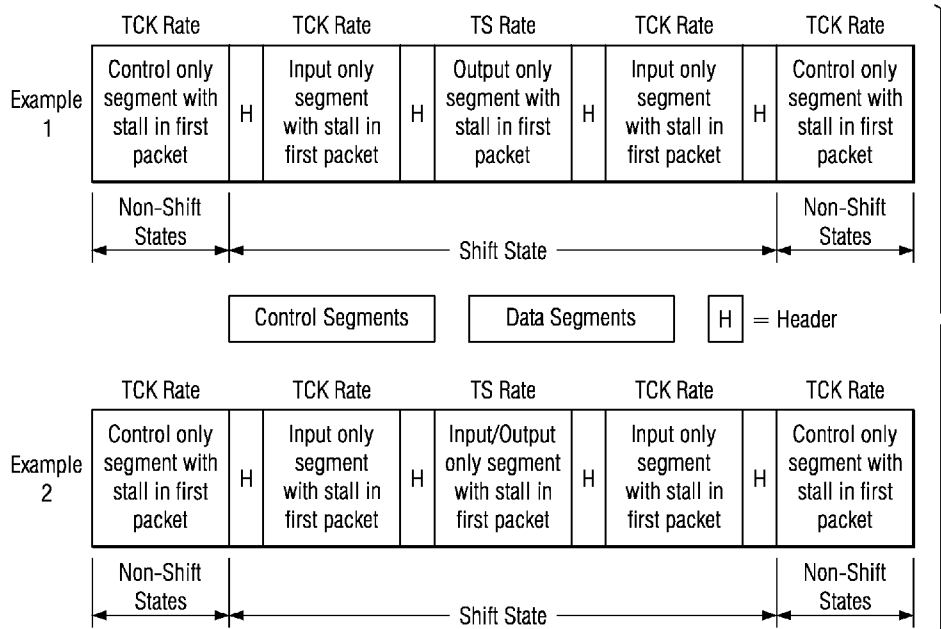 TCK Rate TCK Rate TS Rate TCK Rate TCK Rate
Example
1
Control only
segment with
stall in first
packet
H
Input only
segment
with stall in
first packet
H
Output only
segment with
stall in first
packet
H
Input only
segment
with stall in
first packet
H
Control only
segment with
stall in first
packet
Non-Shift
States
Shift State
Non-Shift
States
Control Segments
Data Segments
H = Header
TCK Rate TCK Rate TS Rate TCK Rate TCK Rate
Example
2
Control only
segment with
stall in first
packet
H
Input only
segment
with stall in
first packet
H
Input/Output
only segment
with stall in
first packet
H
Input only
segment
with stall in
first packet
H
Control only
segment with
stall in first
packet
Non-Shift
States
Shift State
Non-Shift
States